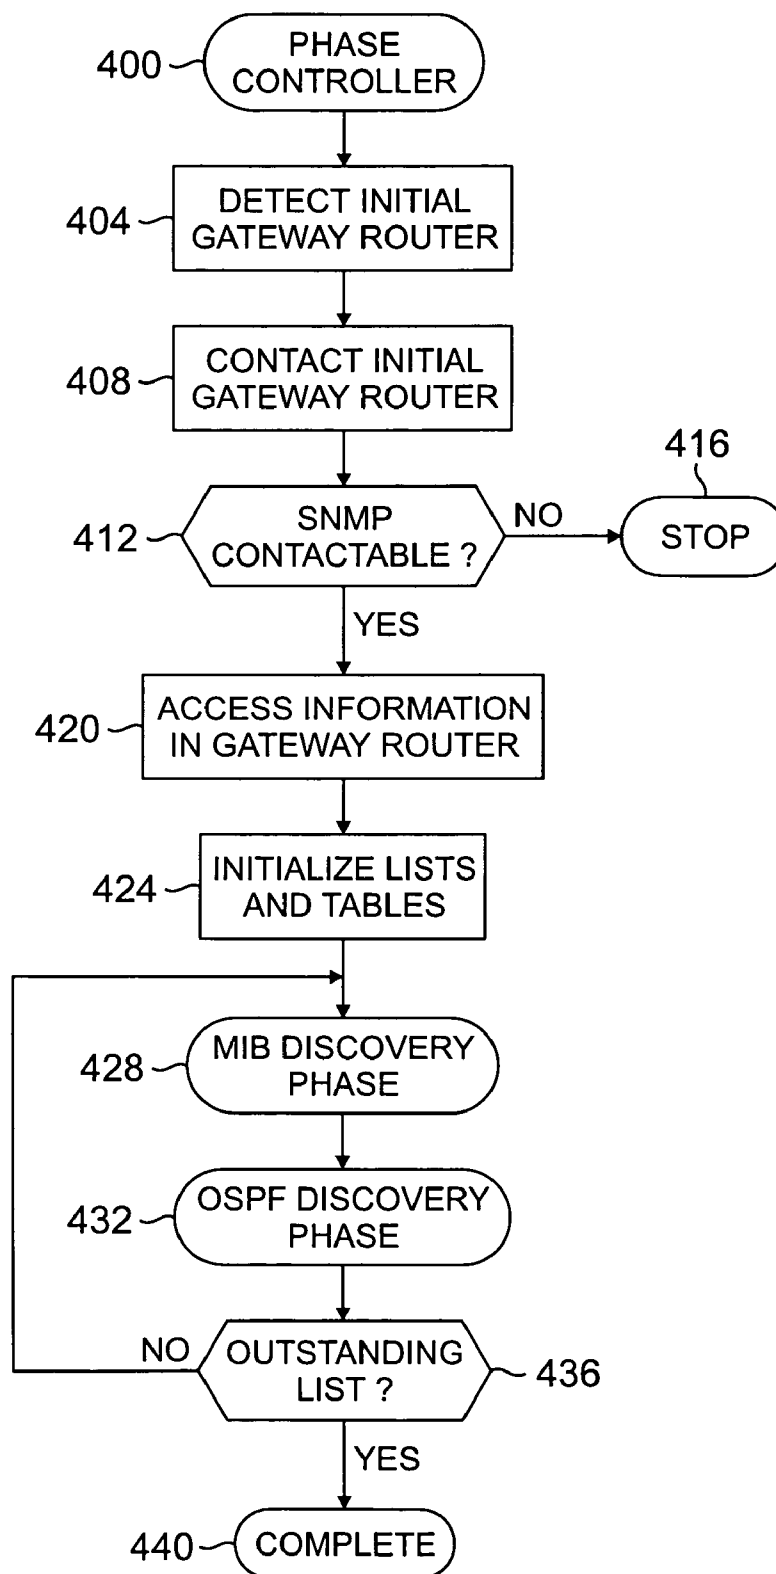 400
PHASE
CONTROLLER
404
DETECT INITIAL
GATEWAY ROUTER
408
CONTACT INITIAL
GATEWAY ROUTER
416
412
SNMP
CONTACTABLE ?
NO
STOP
YES
420
ACCESS INFORMATION
IN GATEWAY ROUTER
424
INITIALIZE LISTS
AND TABLES
428
MIB DISCOVERY
PHASE
432
OSPF DISCOVERY
PHASE
NO
OUTSTANDING
LIST ?
436
YES
440
COMPLETE